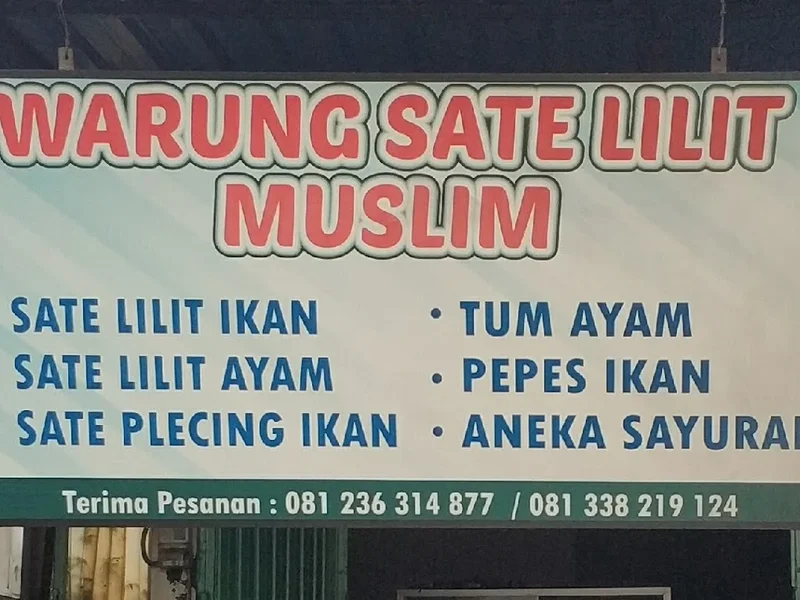 WARUNG SATE LILIT
MUSLIM
SATE LILIT IKAN
SATE LILIT AYAM
SATE PLECING IKAN
• TUM AYAM
• PEPES IKAN
• ANEKA SAYURAN
Terima Pesanan : 081 236 314 877 / 081 338 219 124